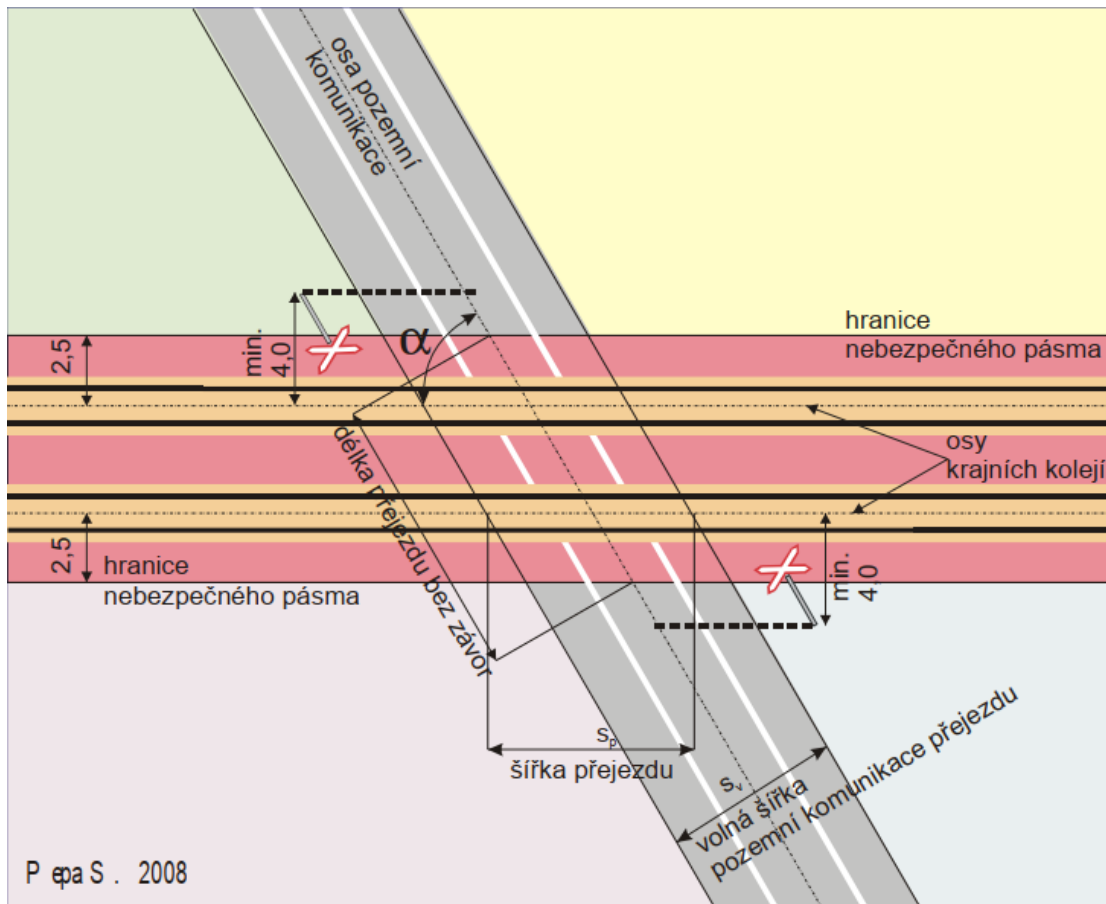 osa pozemní
komunikace
hranice
nebezpečného pásma
2,5
min.
4,0
α
osy
krajních kolejí
délka přejezdu bez závor
2,5
hranice
nebezpečného pásma
min.
4,0
sp
šířka přejezdu
sv
volná šířka
pozemní komunikace přejezdu
P epa S . 2008